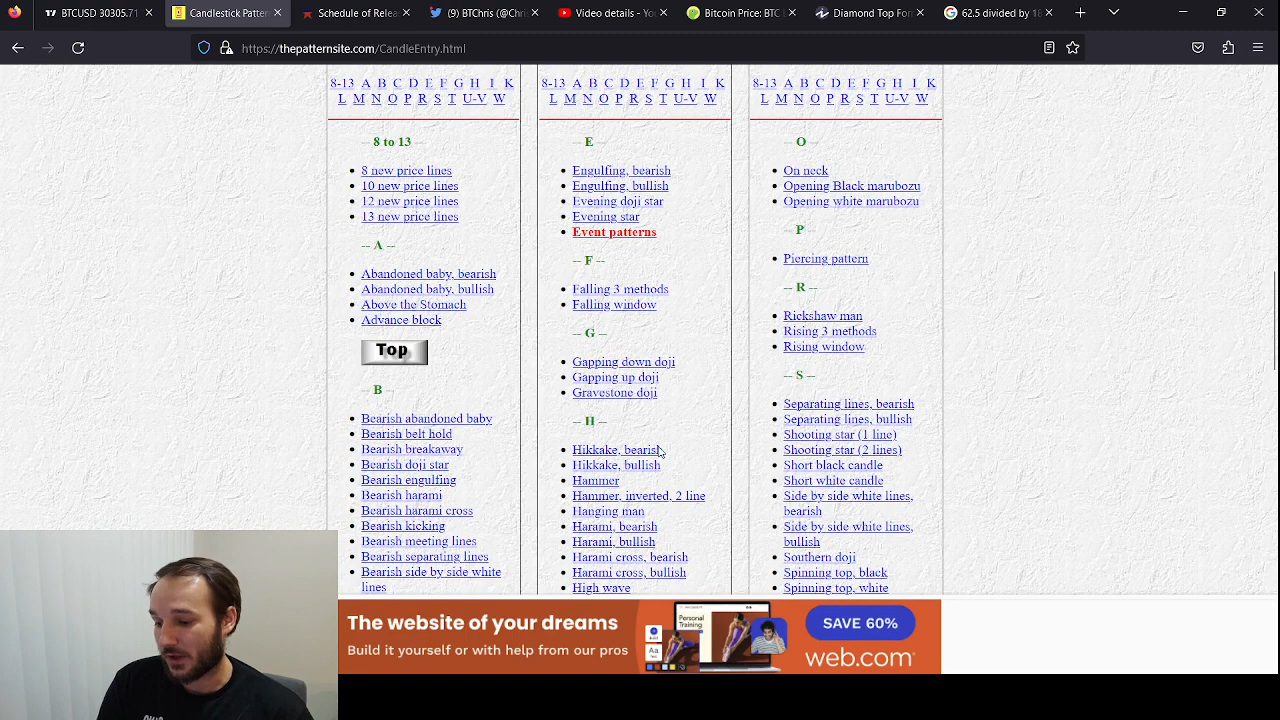 BTCUSD 30305.71
Candlestick Pattern
Schedule of Releas
(9) BTChris (@Chri
Video details - You
Bitcoin Price: BTC L
Diamond Top Form
62.5 divided by 18
https://thepatternsite.com/CandleEntry.html
8-13 A B C D E F G H I K
L M N O P R S T U-V W
-- 8 to 13 --
8 new price lines
10 new price lines
12 new price lines
13 new price lines
-- A --
Abandoned baby, bearish
Abandoned baby, bullish
Above the Stomach
Advance block
Top
-- B --
Bearish abandoned baby
Bearish belt hold
Bearish breakaway
Bearish doji star
Bearish engulfing
Bearish harami
Bearish harami cross
Bearish kicking
Bearish meeting lines
Bearish separating lines
Bearish side by side white
lines
8-13 A B C D E F G H I K
L M N O P R S T U-V W
-- E --
Engulfing, bearish
Engulfing, bullish
Evening doji star
Evening star
Event patterns
-- F --
Falling 3 methods
Falling window
-- G --
Gapping down doji
Gapping up doji
Gravestone doji
-- H --
Hikkake, bearish
Hikkake, bullish
Hammer
Hammer, inverted, 2 line
Hanging man
Harami, bearish
Harami, bullish
Harami cross, bearish
Harami cross, bullish
High wave
8-13 A B C D E F G H I K
L M N O P R S T U-V W
-- O --
On neck
Opening Black marubozu
Opening white marubozu
-- P --
Piercing pattern
-- R --
Rickshaw man
Rising 3 methods
Rising window
-- S --
Separating lines, bearish
Separating lines, bullish
Shooting star (1 line)
Shooting star (2 lines)
Short black candle
Short white candle
Side by side white lines,
bearish
Side by side white lines,
bullish
Southern doji
Spinning top, black
Spinning top, white
The website of your dreams
Build it yourself or with help from our pros
Personal
Training
Aa
SAVE 60%
web.com